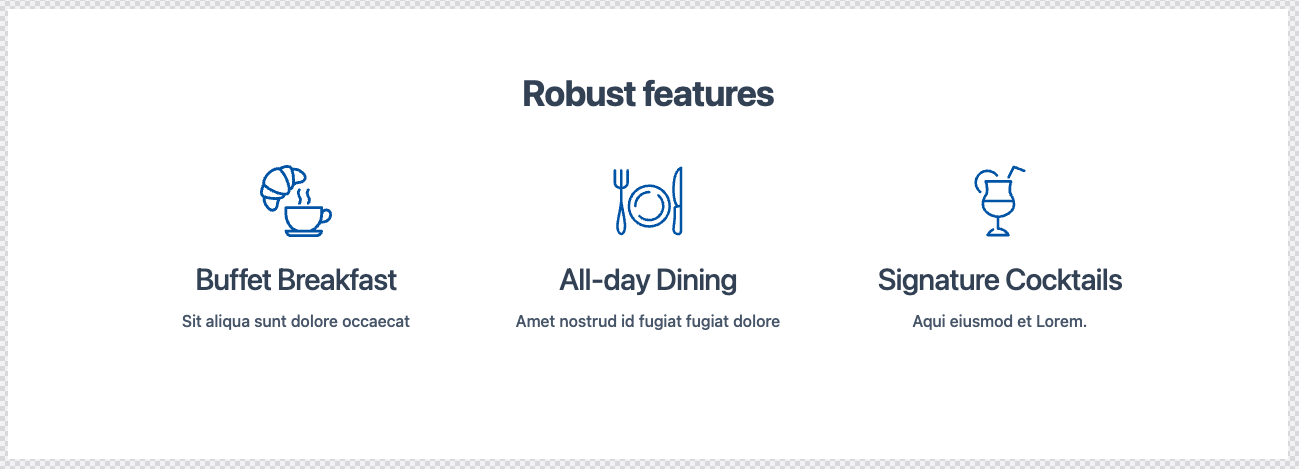 Robust features
Buffet Breakfast
All-day Dining
Signature Cocktails
Sit aliqua sunt dolore occaecat
Amet nostrud id fugiat fugiat dolore
Aqui eiusmod et Lorem.